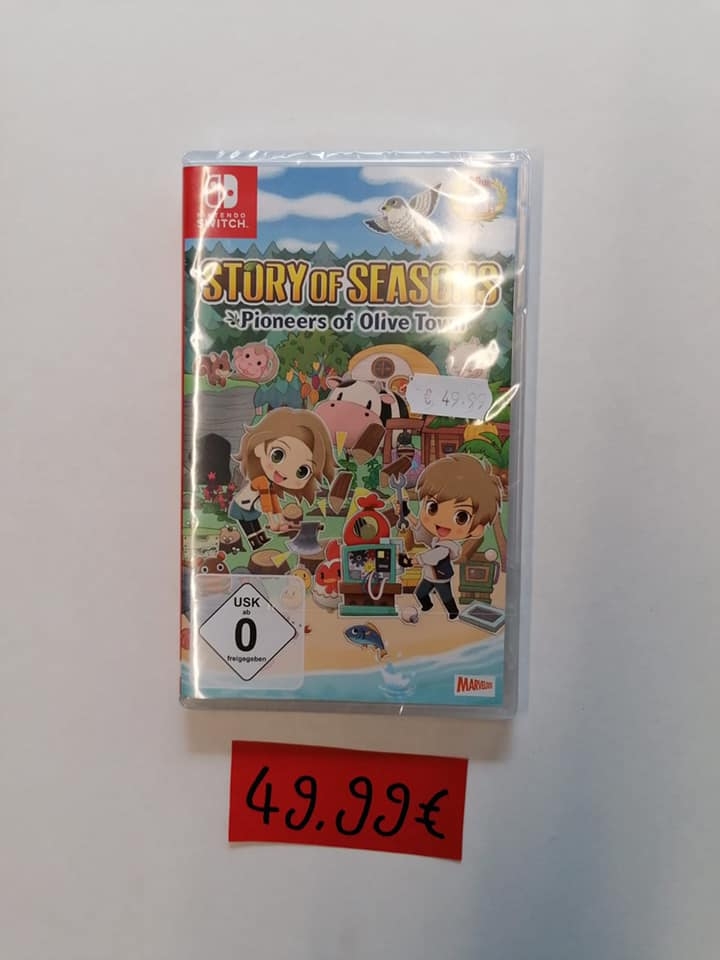 NINTENDO
SWITCH
STORY OF SEASONS
Pioneers of Olive Town
€ 49.99
USK
ab
0
freigegeben
MARVELOUS
49.99€